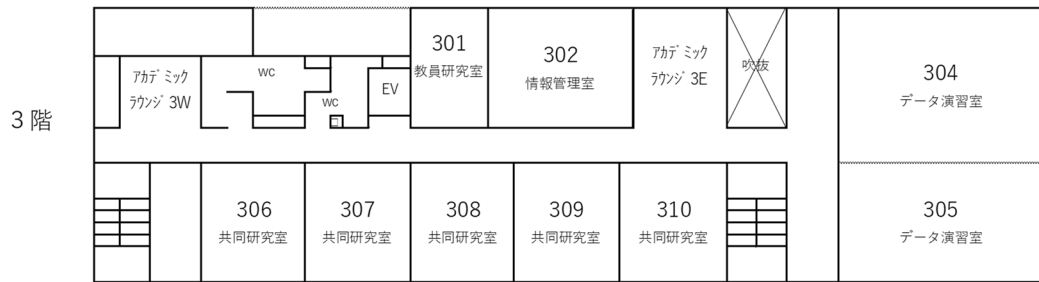 3階
アカデミック
ラウンジ3W
WC
WC
EV
301
教員研究室
302
情報管理室
アカデミック
ラウンジ3E
吹抜
304
データ演習室
306
共同研究室
307
共同研究室
308
共同研究室
309
共同研究室
310
共同研究室
305
データ演習室